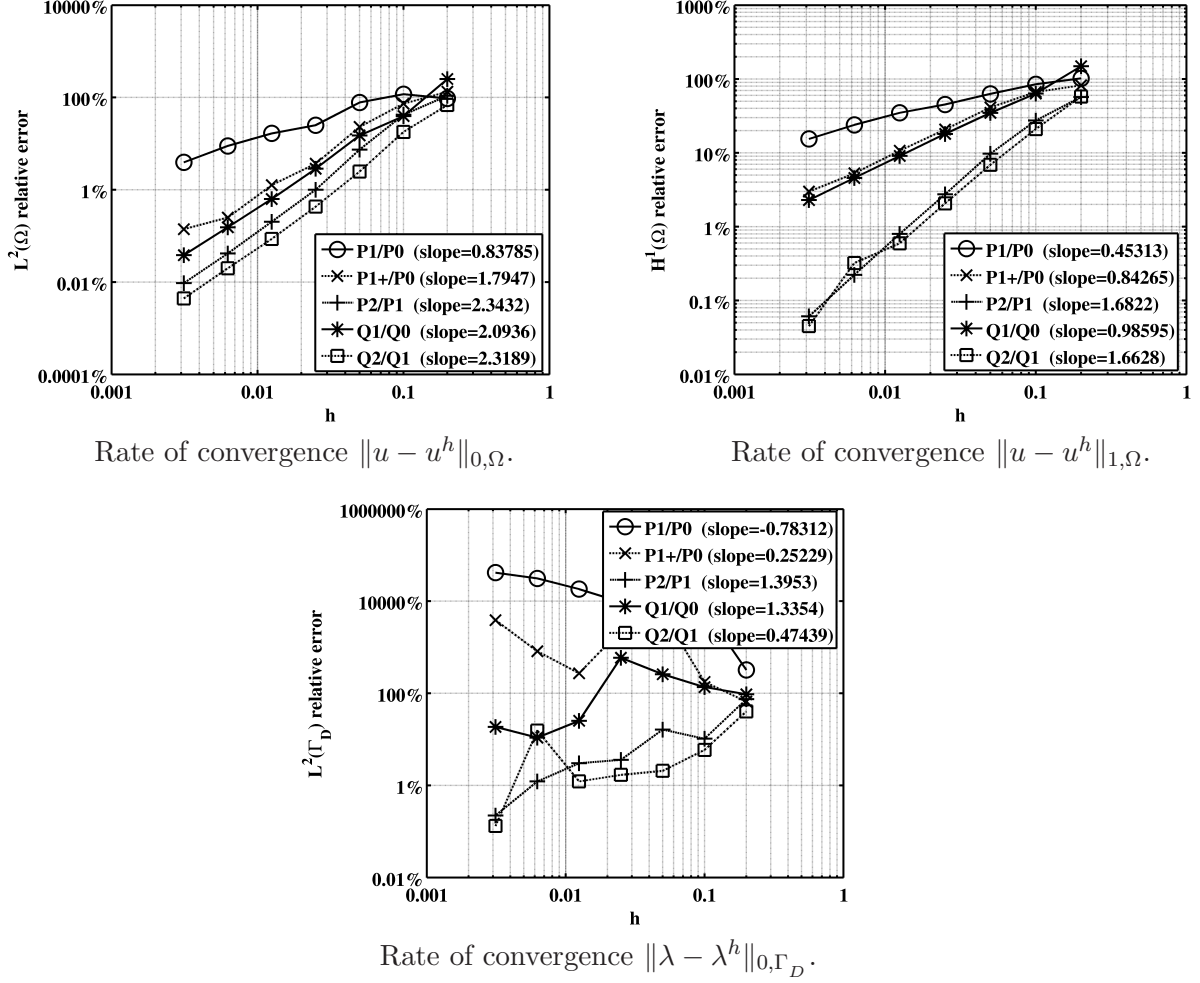 10000%
100%
1%
0.01%
0.0001%
0.001
0.01
0.1
1
h
L²(Ω) relative error
P1/P0 (slope=0.83785)
P1+/P0 (slope=1.7947)
P2/P1 (slope=2.3432)
Q1/Q0 (slope=2.0936)
Q2/Q1 (slope=2.3189)
Rate of convergence ‖u − uʰ‖₀,Ω.
1000%
100%
10%
1%
0.1%
0.01%
0.001
0.01
0.1
1
h
H¹(Ω) relative error
P1/P0 (slope=0.45313)
P1+/P0 (slope=0.84265)
P2/P1 (slope=1.6822)
Q1/Q0 (slope=0.98595)
Q2/Q1 (slope=1.6628)
Rate of convergence ‖u − uʰ‖₁,Ω.
1000000%
10000%
100%
1%
0.01%
0.001
0.01
0.1
1
h
L²(Γ_D) relative error
P1/P0 (slope=-0.78312)
P1+/P0 (slope=0.25229)
P2/P1 (slope=1.3953)
Q1/Q0 (slope=1.3354)
Q2/Q1 (slope=0.47439)
Rate of convergence ‖λ − λʰ‖₀,Γ_D.